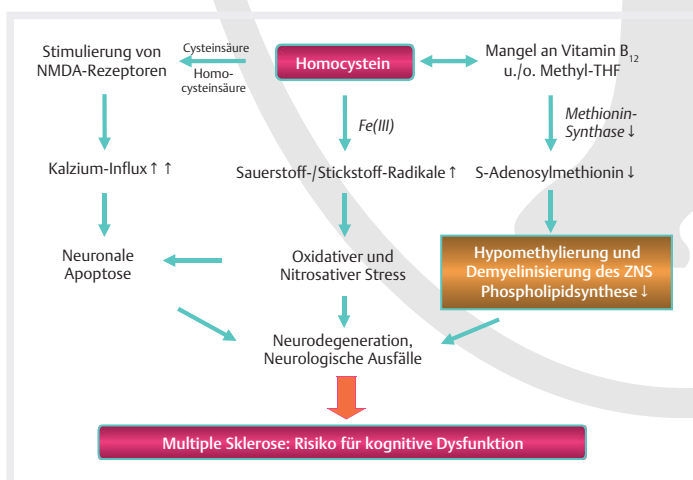 Stimulierung von
NMDA-Rezeptoren
Cysteinsäure
Homo-
cysteinsäure
Homocystein
Mangel an Vitamin B12
u./o. Methyl-THF
Fe(III)
Methionin-
Synthase ↓
Kalzium-Influx ↑ ↑
Sauerstoff-/Stickstoff-Radikale ↑
S-Adenosylmethionin ↓
Neuronale
Apoptose
Oxidativer und
Nitrosativer Stress
Hypomethylierung und
Demyelinisierung des ZNS
Phospholipidsynthese ↓
Neurodegeneration,
Neurologische Ausfälle
Multiple Sklerose: Risiko für kognitive Dysfunktion